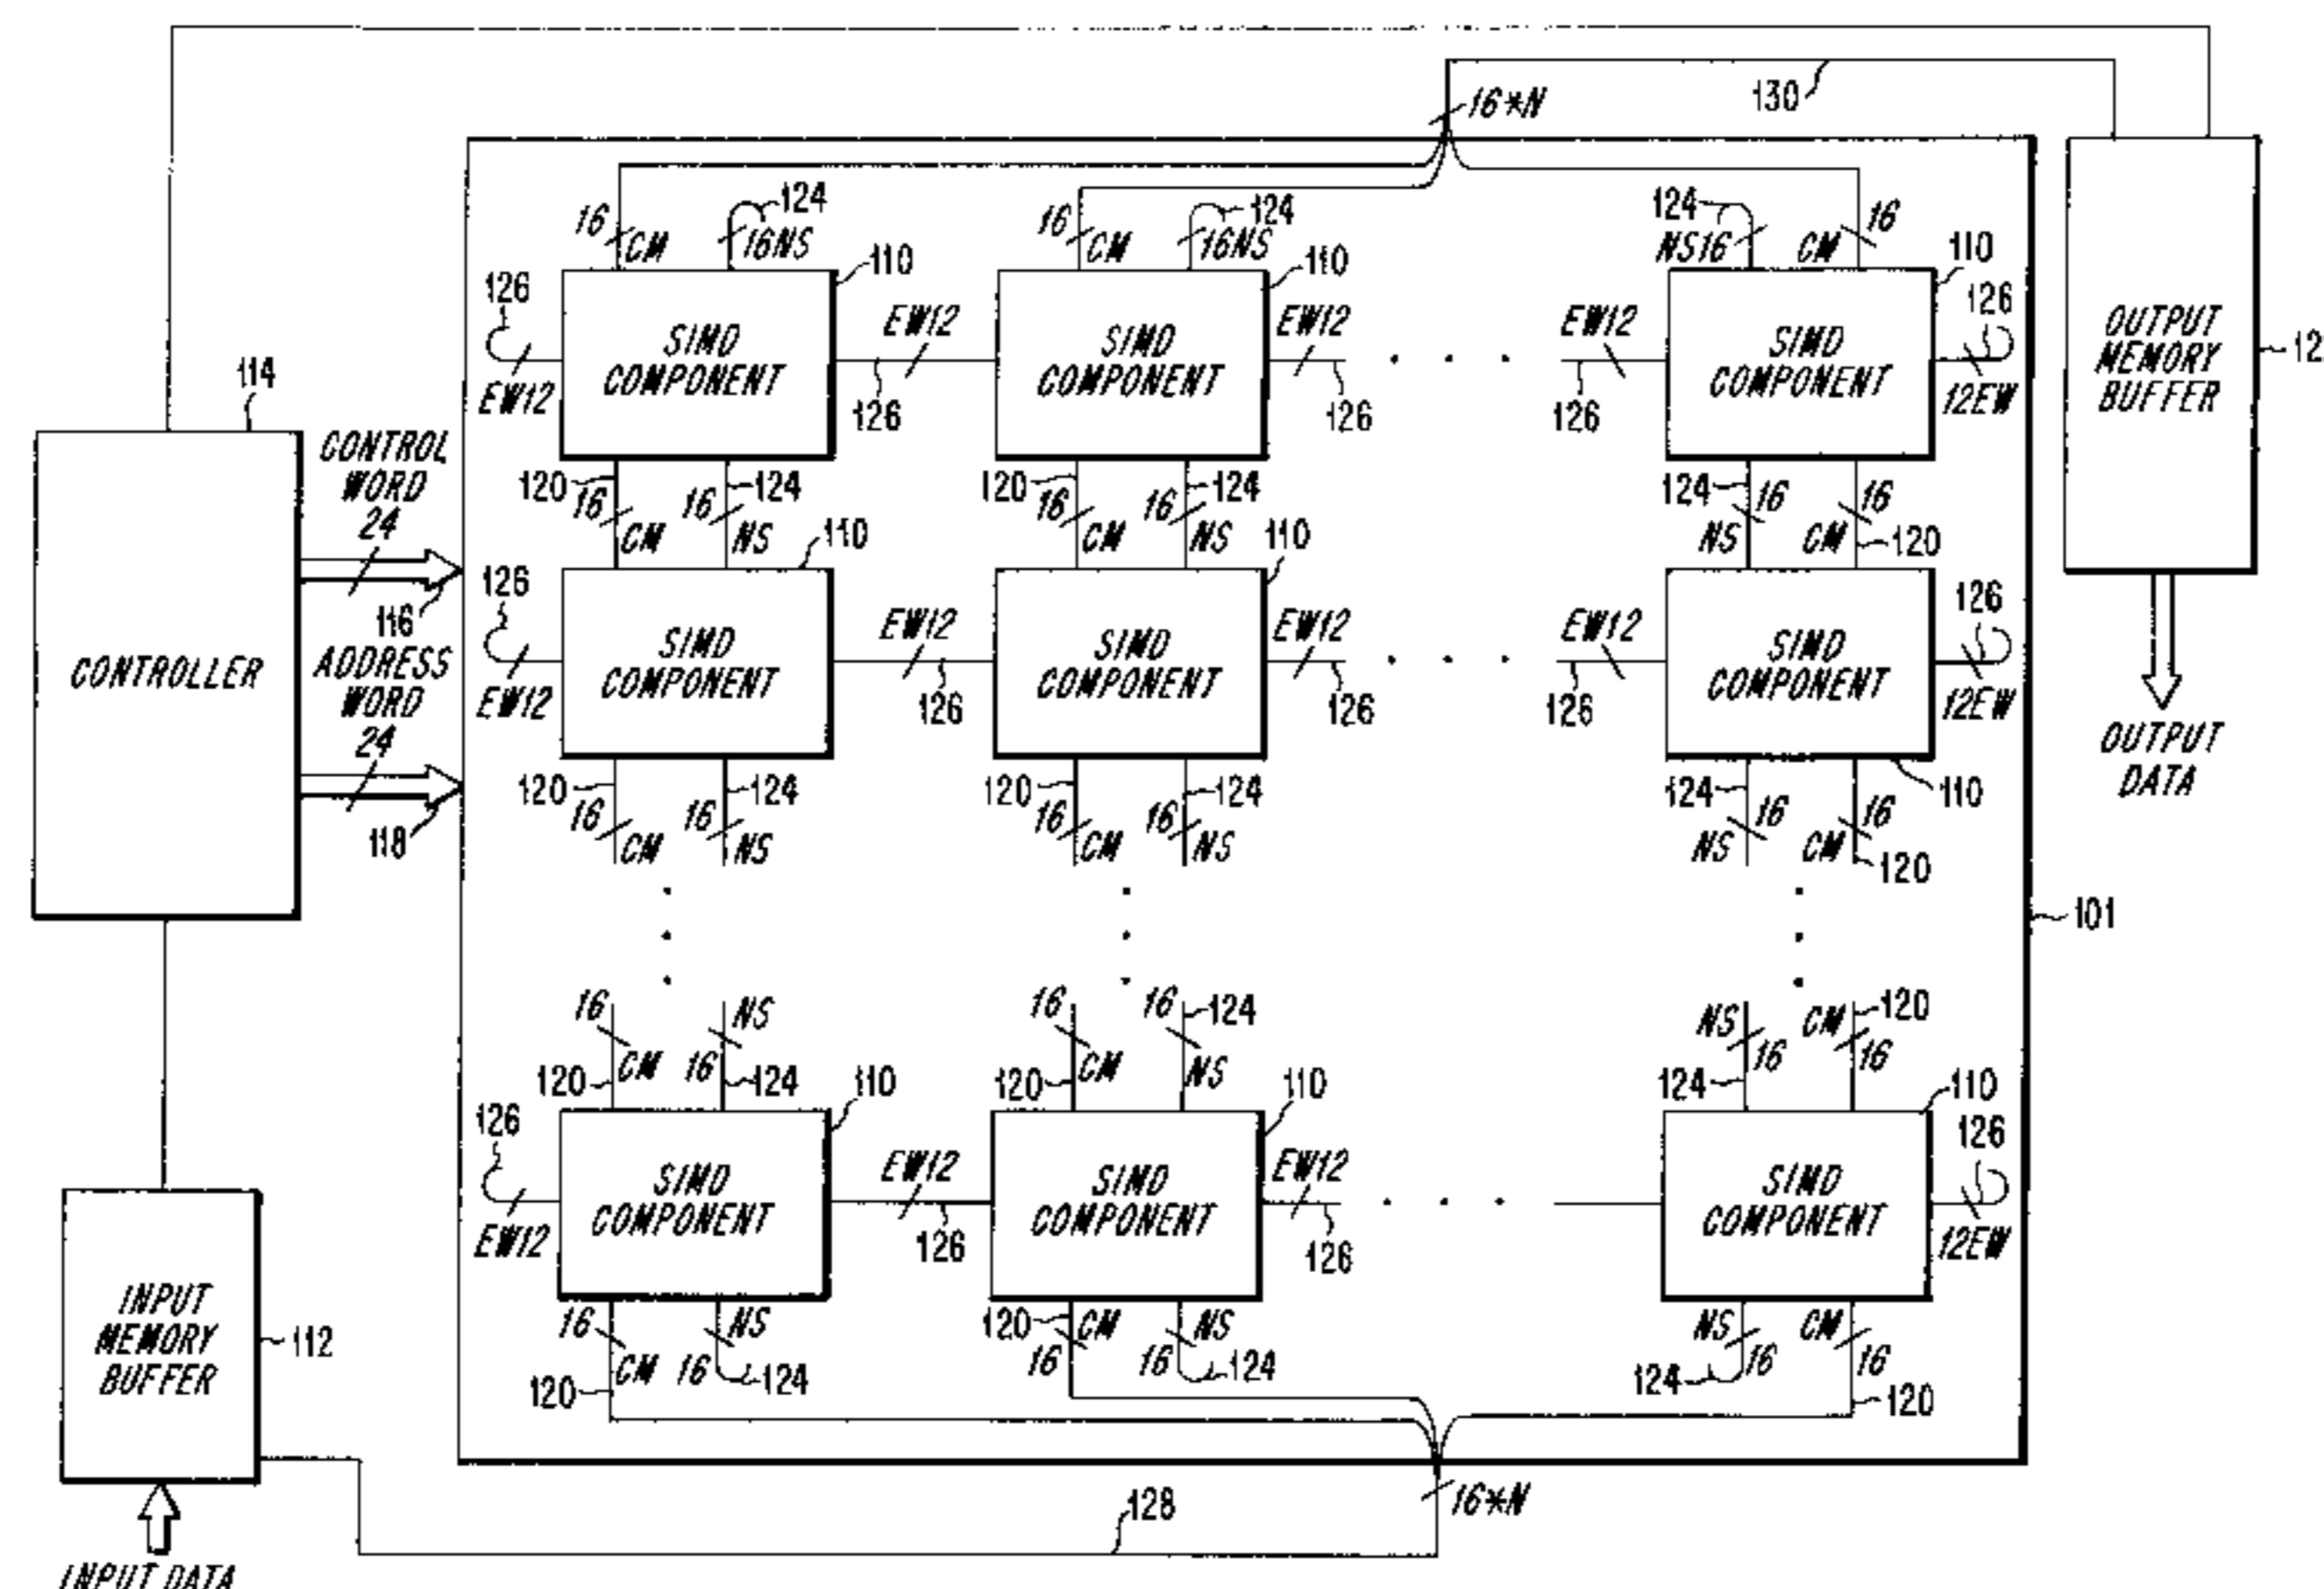 130
16*N
124
124
124
16
CM
16NS
16
CM
16NS
NS16
CM
16
110
110
110
126
EW12
SIMD
COMPONENT
EW12
126
SIMD
COMPONENT
EW12
126
. . .
EW12
126
SIMD
COMPONENT
126
12EW
OUTPUT
MEMORY
BUFFER
12
114
CONTROL
WORD
24
116
120
16
CM
124
16
NS
120
16
CM
124
16
NS
124
16
NS
16
CM
120
110
110
CONTROLLER
ADDRESS
WORD
24
118
126
EW12
SIMD
COMPONENT
EW12
126
SIMD
COMPONENT
EW12
126
. . .
EW12
126
SIMD
COMPONENT
126
12EW
110
OUTPUT
DATA
120
16
CM
124
16
NS
120
16
CM
124
16
NS
124
16
NS
16
CM
120
101
16
CM
120
NS
16
124
16
CM
120
16
124
NS
NS
16
124
CM
120
16
110
110
110
126
EW12
SIMD
COMPONENT
EW12
126
SIMD
COMPONENT
EW12
126
. . .
SIMD
COMPONENT
126
12EW
INPUT
MEMORY
BUFFER
112
16
CM
120
NS
16
124
120
CM
16
NS
16
124
NS
16
124
CM
16
120
128
16*N
INPUT DATA